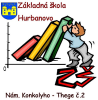 Základná škola
Hurbanovo
Nám. Konkolyho - Thege č.2